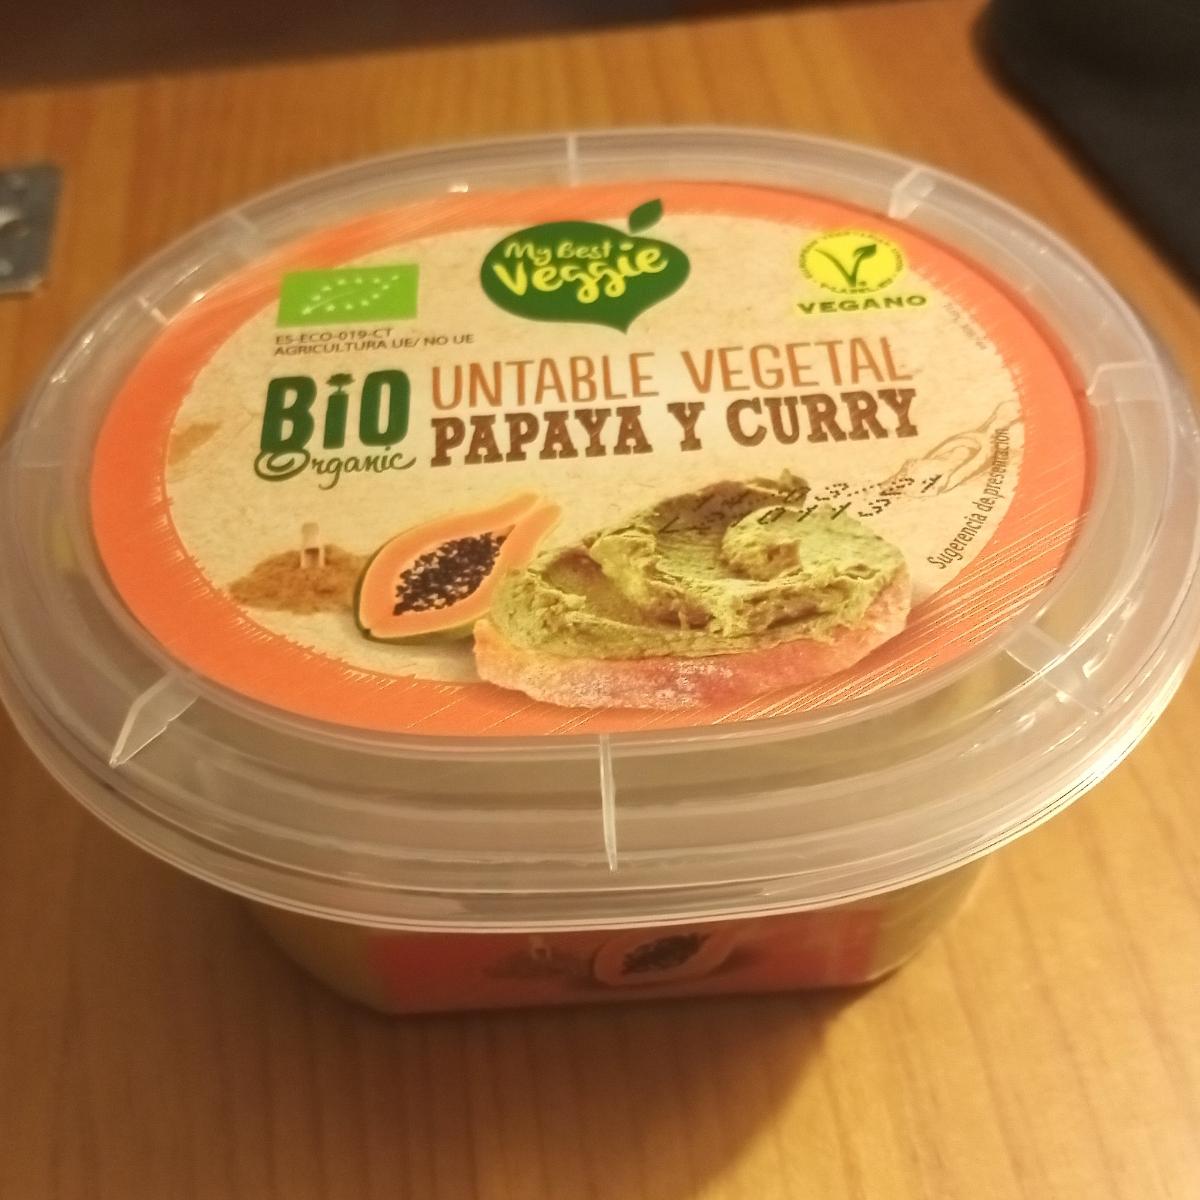 My Best
Veggie
VEGANO
ES-ECO-019-CT
AGRICULTURA UE/ NO UE
BIO
Organic
UNTABLE VEGETAL
PAPAYA Y CURRY
Sugerencia de presentación